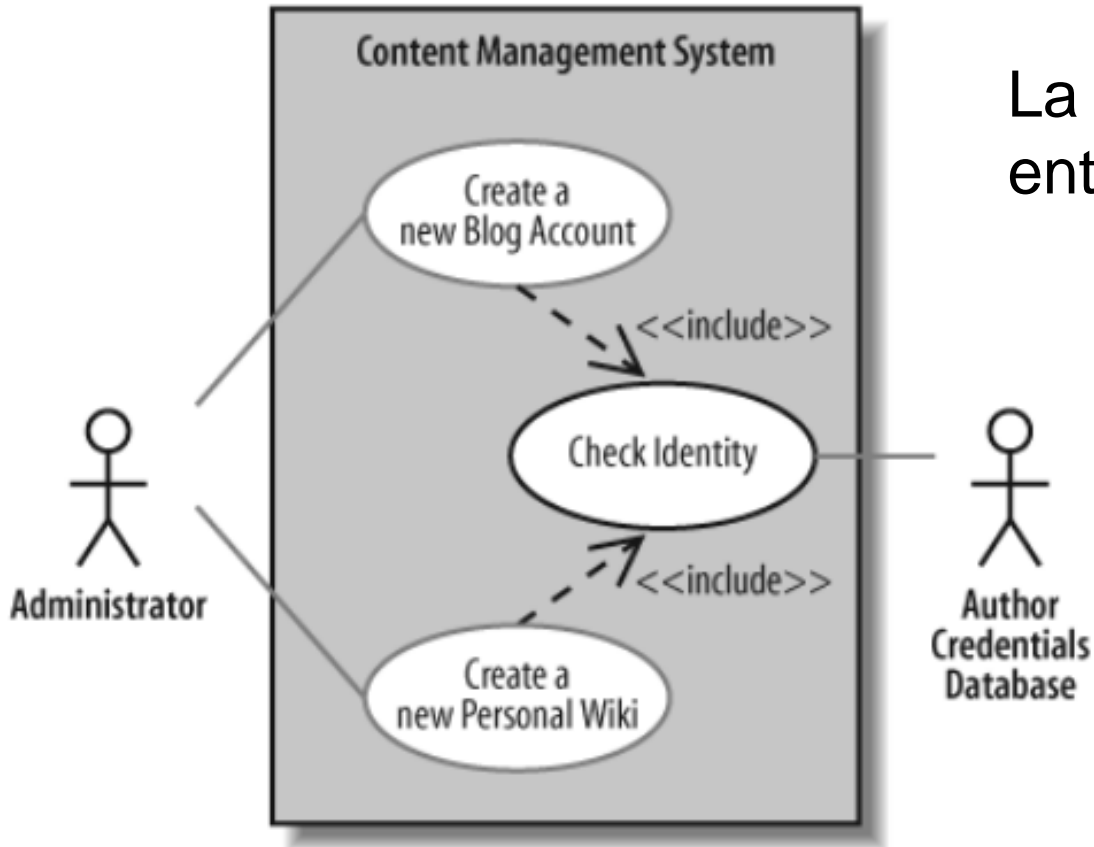 Content Management System
La
ent
Create a
new Blog Account
<<include>>
Check Identity
<<include>>
Administrator
Author
Credentials
Database
Create a
new Personal Wiki